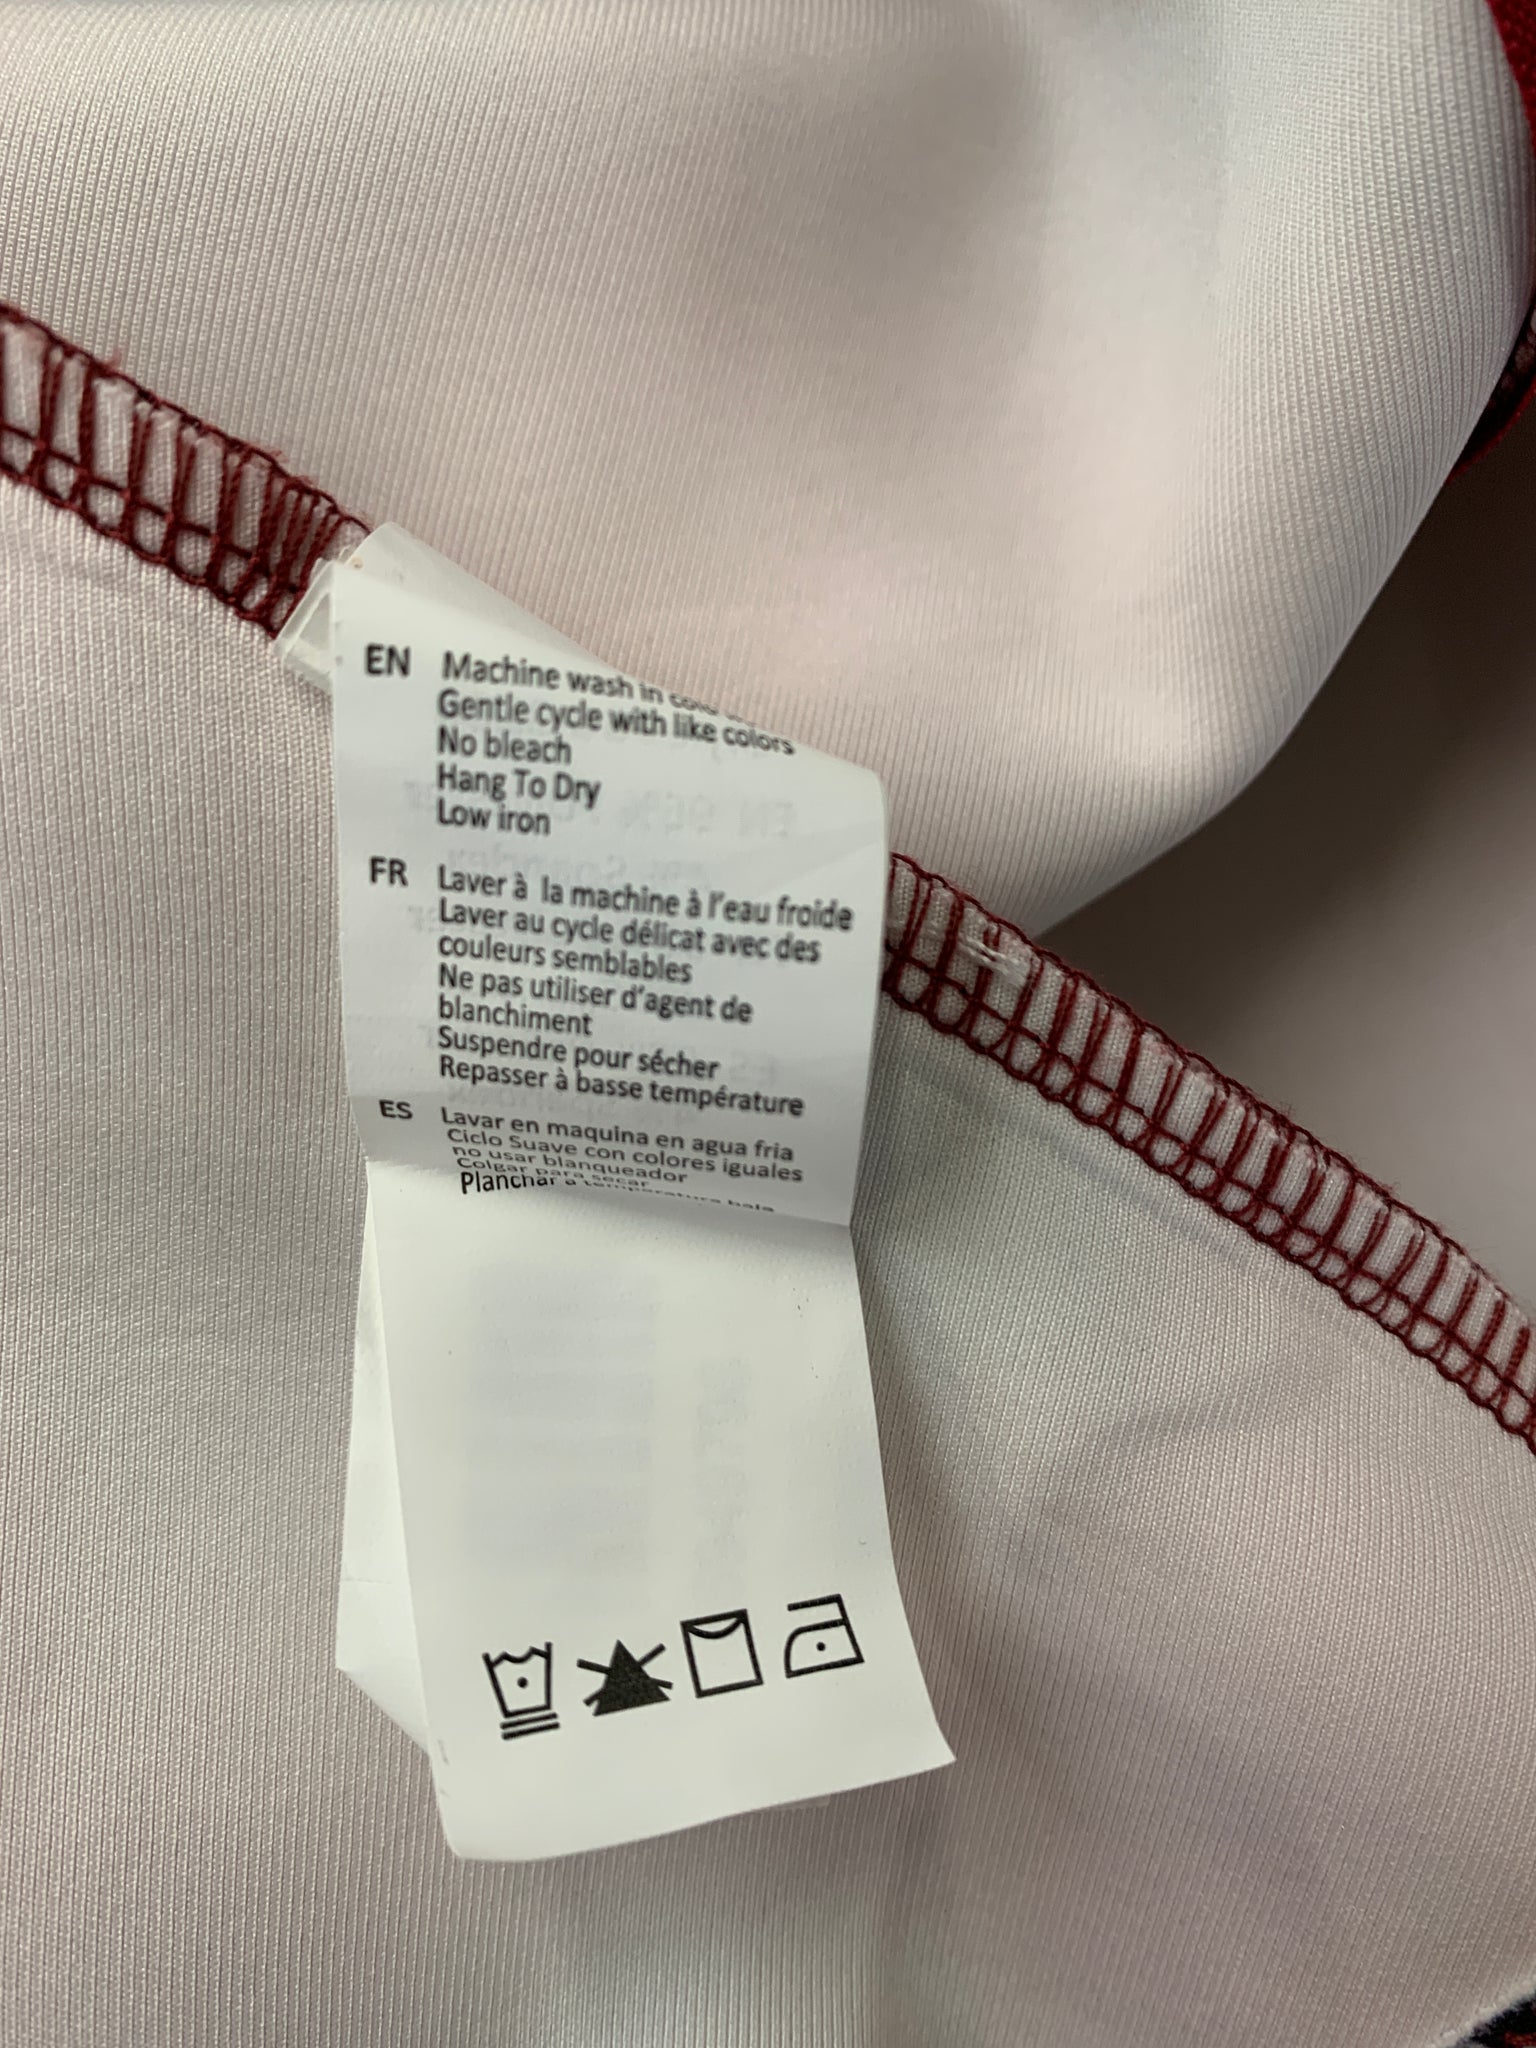 EN Machine wash in cold
Gentle cycle with like colors
No bleach
Hang To Dry
Low iron
FR Laver à la machine à l'eau froide
Laver au cycle délicat avec des
couleurs semblables
Ne pas utiliser d'agent de
blanchiment
Suspendre pour sécher
Repasser à basse température
ES Lavar en maquina en agua fria
Ciclo Suave con colores iguales
no usar blanqueador
Colgar para secar
Planchar a temperatura baja